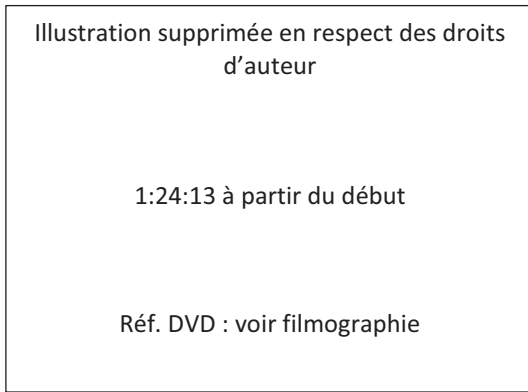 Illustration supprimée en respect des droits
d’auteur
1:24:13 à partir du début
Réf. DVD : voir filmographie